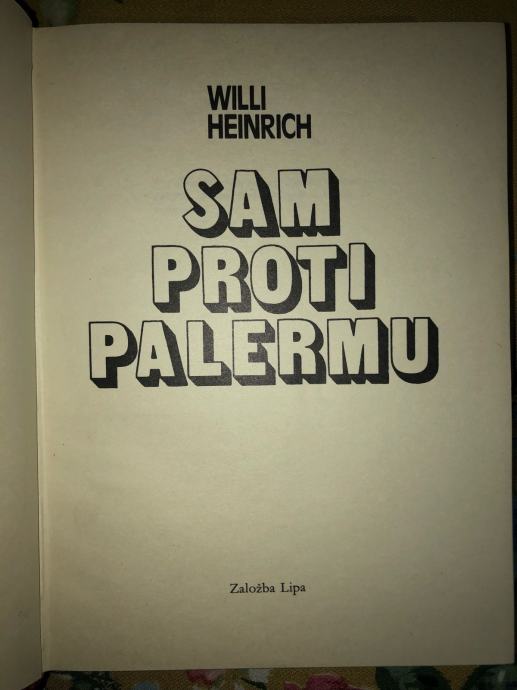 WILLI
HEINRICH
SAM
PROTI
PALERMU
Založba Lipa